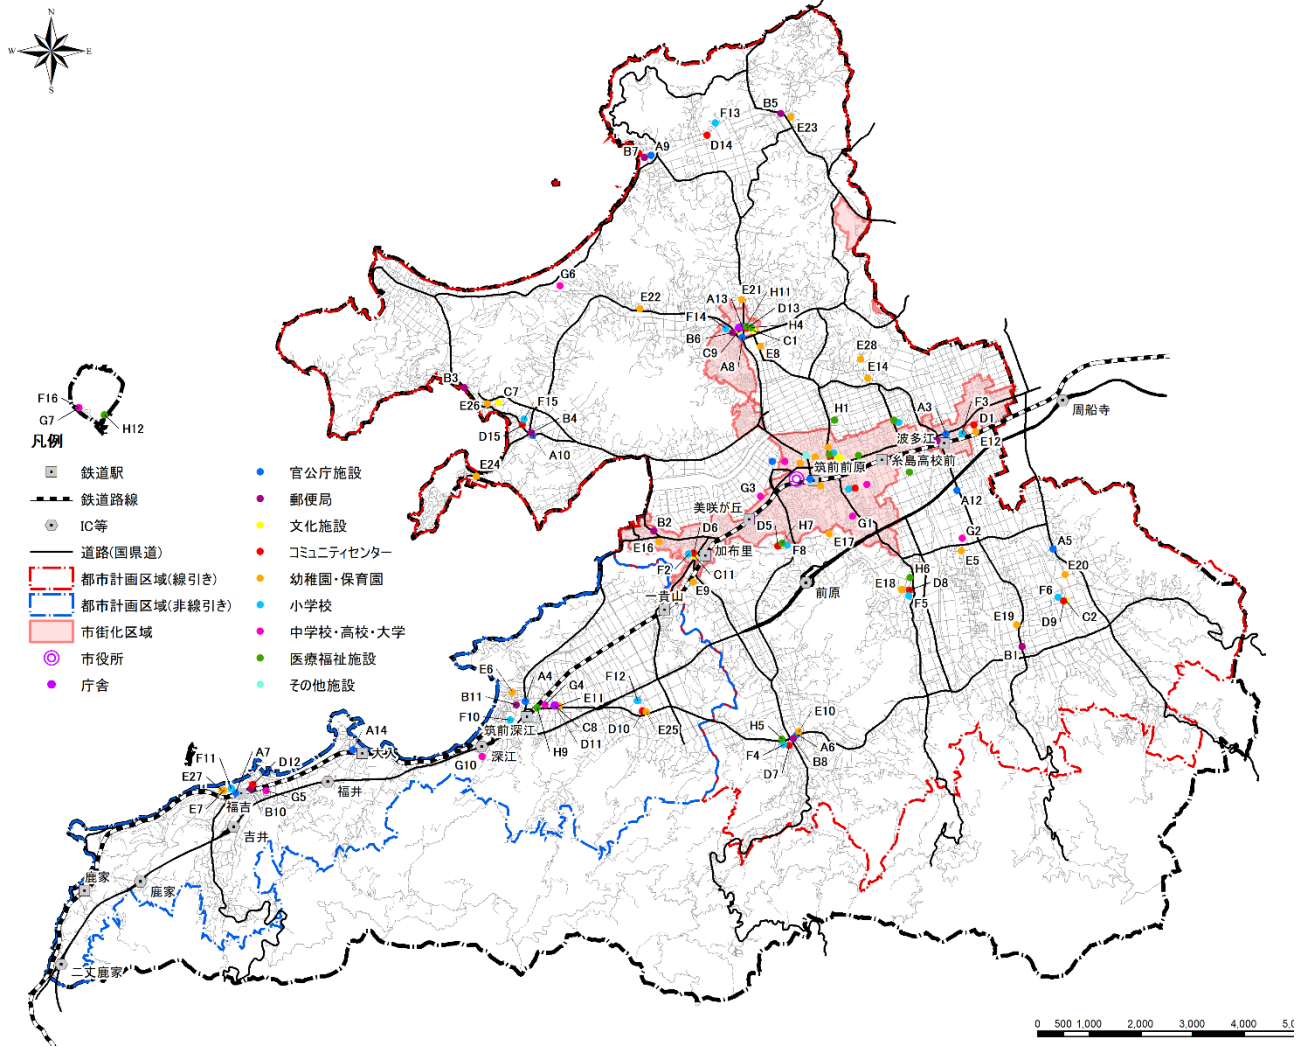 N
W
E
S
B5
F13
E23
D14
B7
A9
G6
E21
A13
H11
E22
D13
F14
H4
B6
C1
C9
E8
A8
E28
E14
B3
C7
F15
E26
B4
H1
A3
F3
D1
周船寺
F16
G7
H12
D15
A10
波多江
E12
筑前前原
糸島高校前
E24
G3
A12
美咲が丘
B2
D6
D5
H7
G1
G2
A5
E16
E17
F8
E5
加布里
F2
C11
H6
E20
E9
前原
E18
D8
F6
F5
C2
一貴山
E19
D9
B1
E6
A4
G4
F12
B11
E11
F10
筑前深江
C8
D10
E25
H5
E10
D11
H9
F4
A6
B8
D7
A14
大入
G10
深江
F11
A7
D12
E27
福井
E7
福吉
G5
B10
吉井
鹿家
鹿家
二丈鹿家
凡例
鉄道駅
鉄道路線
IC等
道路(国県道)
都市計画区域(線引き)
都市計画区域(非線引き)
市街化区域
市役所
庁舎
官公庁施設
郵便局
文化施設
コミュニティセンター
幼稚園・保育園
小学校
中学校・高校・大学
医療福祉施設
その他施設
0 500 1,000 2,000 3,000 4,000